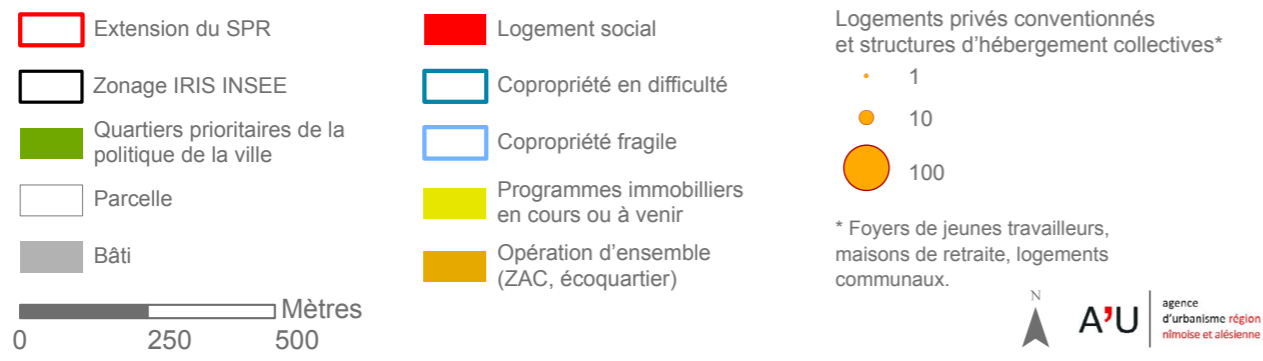 Extension du SPR
Zonage IRIS INSEE
Quartiers prioritaires de la
politique de la ville
Parcelle
Bâti
Mètres
0 250 500
Logement social
Copropriété en difficulté
Copropriété fragile
Programmes immobilliers
en cours ou à venir
Opération d'ensemble
(ZAC, écoquartier)
Logements privés conventionnés
et structures d'hébergement collectives*
1
10
100
* Foyers de jeunes travailleurs,
maisons de retraite, logements
communaux.
N
A'U
agence
d'urbanisme région
nîmoise et alésienne